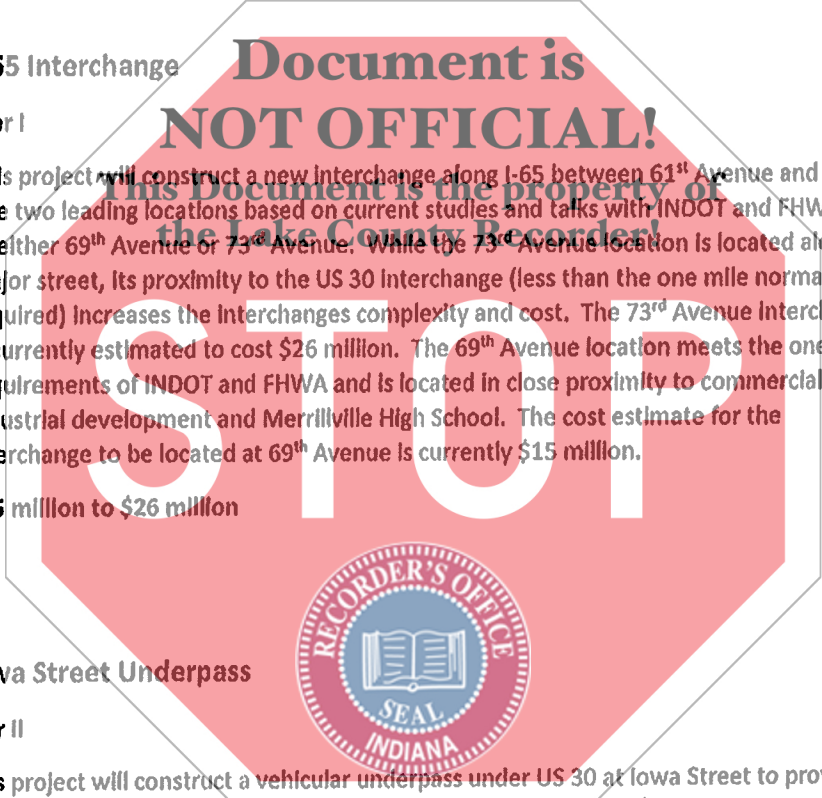 55 Interchange
Document is
NOT OFFICIAL!
r I
is project will construct a new interchange along I-65 between 61st Avenue and
This Document is the property of
e two leading locations based on current studies and talks with INDOT and FHW
the Lake County Recorder!
either 69th Avenue or 73rd Avenue. While the 73rd Avenue location is located al
jor street, its proximity to the US 30 interchange (less than the one mile norma
quired) increases the interchanges complexity and cost. The 73rd Avenue interc
urrently estimated to cost $26 million. The 69th Avenue location meets the one
quirements of INDOT and FHWA and is located in close proximity to commercial
ustrial development and Merrillville High School. The cost estimate for the
erchange to be located at 69th Avenue is currently $15 million.
STOP
million to $26 million
RECORDER'S OFFICE
SEAL
INDIANA
wa Street Underpass
r II
s project will construct a vehicular underpass under US 30 at Iowa Street to pro